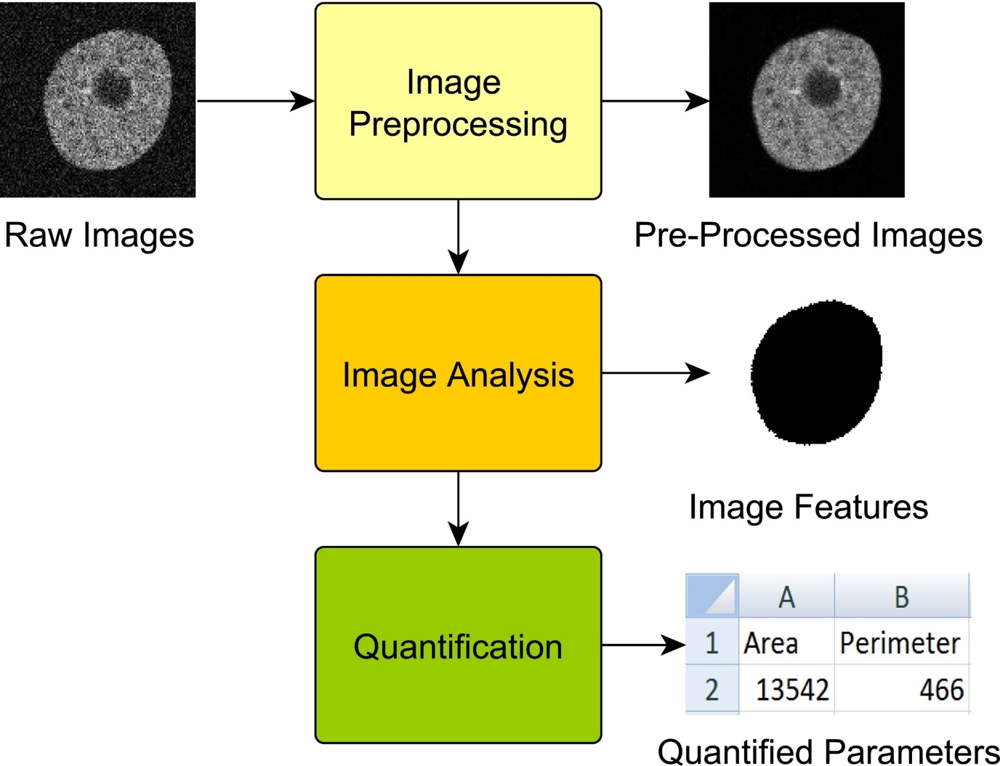 Image
Preprocessing
Raw Images
Pre-Processed Images
Image Analysis
Image Features
Quantification
A B
1 Area Perimeter
2 13542 466
Quantified Parameters